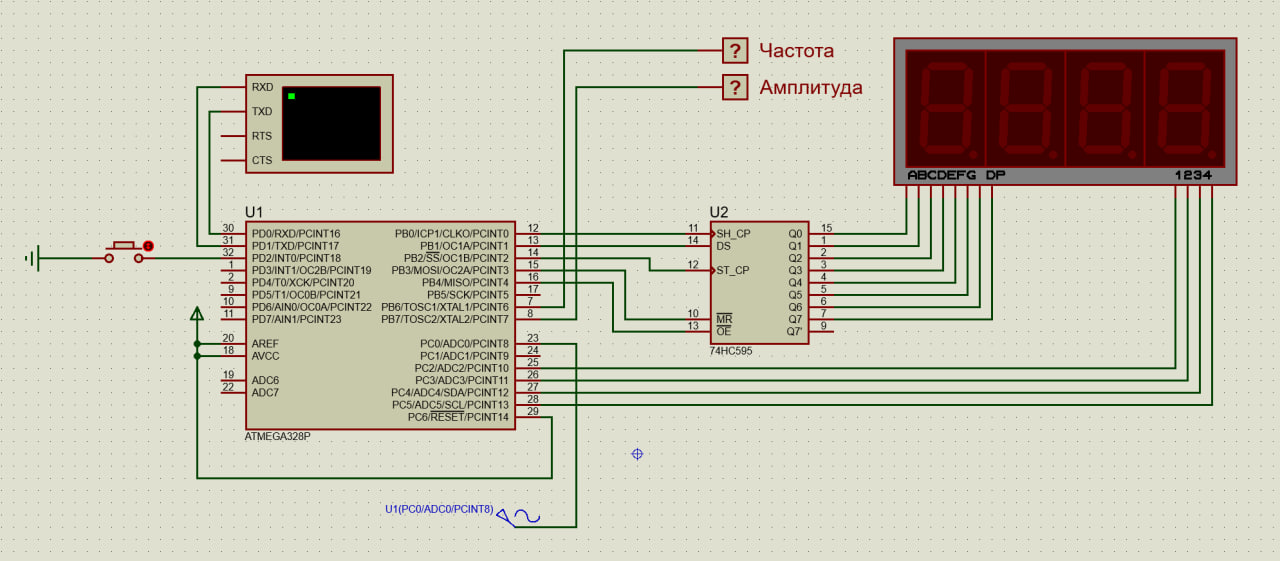 ? Частота
? Амплитуда
RXD
TXD
RTS
CTS
ABCDEFG DP
1234
U1
30 PD0/RXD/PCINT16
31 PD1/TXD/PCINT17
32 PD2/INT0/PCINT18
1 PD3/INT1/OC2B/PCINT19
2 PD4/T0/XCK/PCINT20
9 PD5/T1/OC0B/PCINT21
10 PD6/AIN0/OC0A/PCINT22
11 PD7/AIN1/PCINT23
20 AREF
18 AVCC
19 ADC6
22 ADC7
PB0/ICP1/CLKO/PCINT0 12
PB1/OC1A/PCINT1 13
PB2/SS/OC1B/PCINT2 14
PB3/MOSI/OC2A/PCINT3 15
PB4/MISO/PCINT4 16
PB5/SCK/PCINT5 17
PB6/TOSC1/XTAL1/PCINT6 7
PB7/TOSC2/XTAL2/PCINT7 8
PC0/ADC0/PCINT8 23
PC1/ADC1/PCINT9 24
PC2/ADC2/PCINT10 25
PC3/ADC3/PCINT11 26
PC4/ADC4/SDA/PCINT12 27
PC5/ADC5/SCL/PCINT13 28
PC6/RESET/PCINT14 29
ATMEGA328P
U2
11 SH_CP
14 DS
12 ST_CP
10 MR
13 OE
Q0 15
Q1 1
Q2 2
Q3 3
Q4 4
Q5 5
Q6 6
Q7 7
Q7' 9
74HC595
U1(PC0/ADC0/PCINT8)